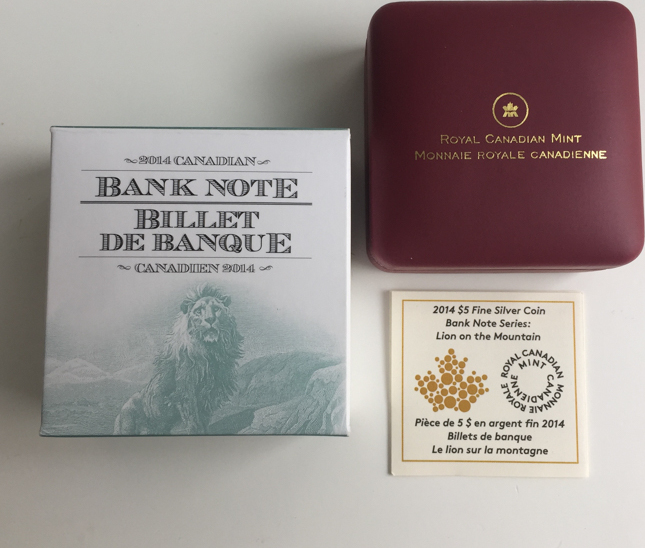 2014 CANADIAN
BANK NOTE
BILLET
DE BANQUE
CANADIEN 2014
ROYAL CANADIAN MINT
MONNAIE ROYALE CANADIENNE
2014 $5 Fine Silver Coin
Bank Note Series:
Lion on the Mountain
ROYAL CANADIAN MINT
MONNAIE ROYALE CANADIENNE
Pièce de 5 $ en argent fin 2014
Billets de banque
Le lion sur la montagne